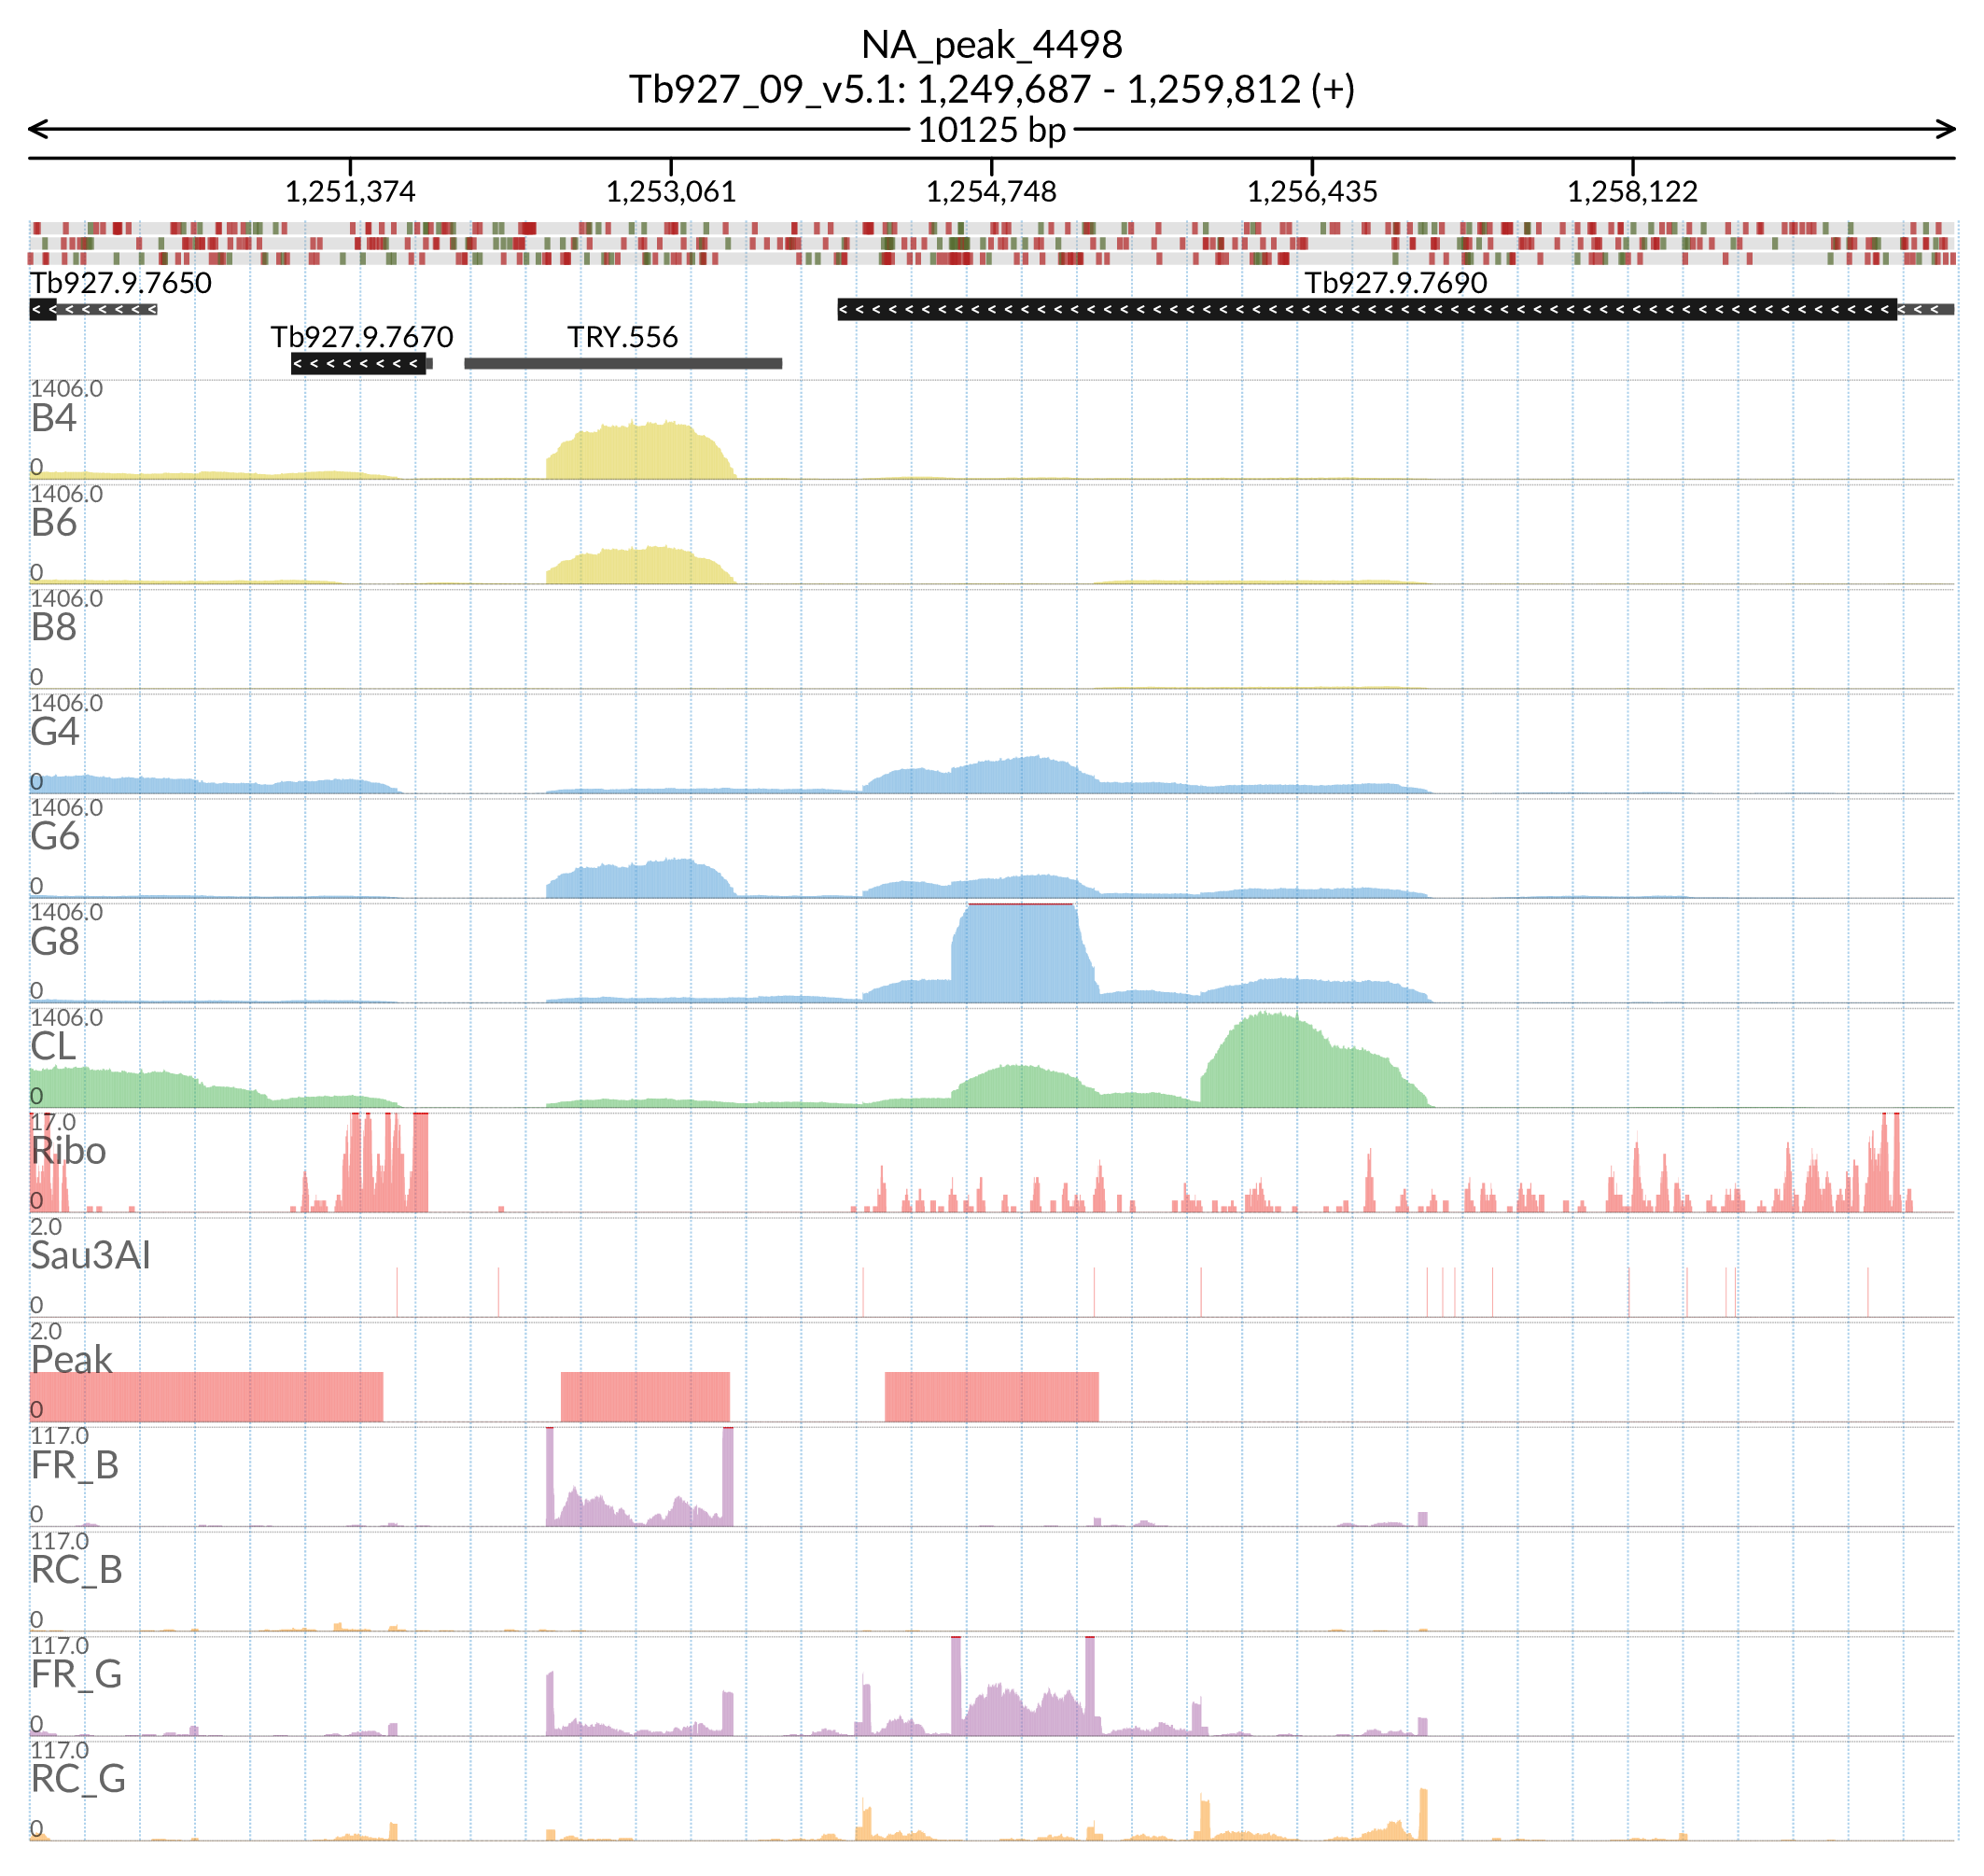 NA_peak_4498
Tb927_09_v5.1: 1,249,687 - 1,259,812 (+)
10125 bp
1,251,374 1,253,061 1,254,748 1,256,435 1,258,122
Tb927.9.7650 Tb927.9.7690
Tb927.9.7670 TRY.556
1406.0
B4
0
1406.0
B6
0
1406.0
B8
0
1406.0
G4
0
1406.0
G6
0
1406.0
G8
0
1406.0
CL
0
17.0
Ribo
0
2.0
Sau3AI
0
2.0
Peak
0
117.0
FR_B
0
117.0
RC_B
0
117.0
FR_G
0
117.0
RC_G
0